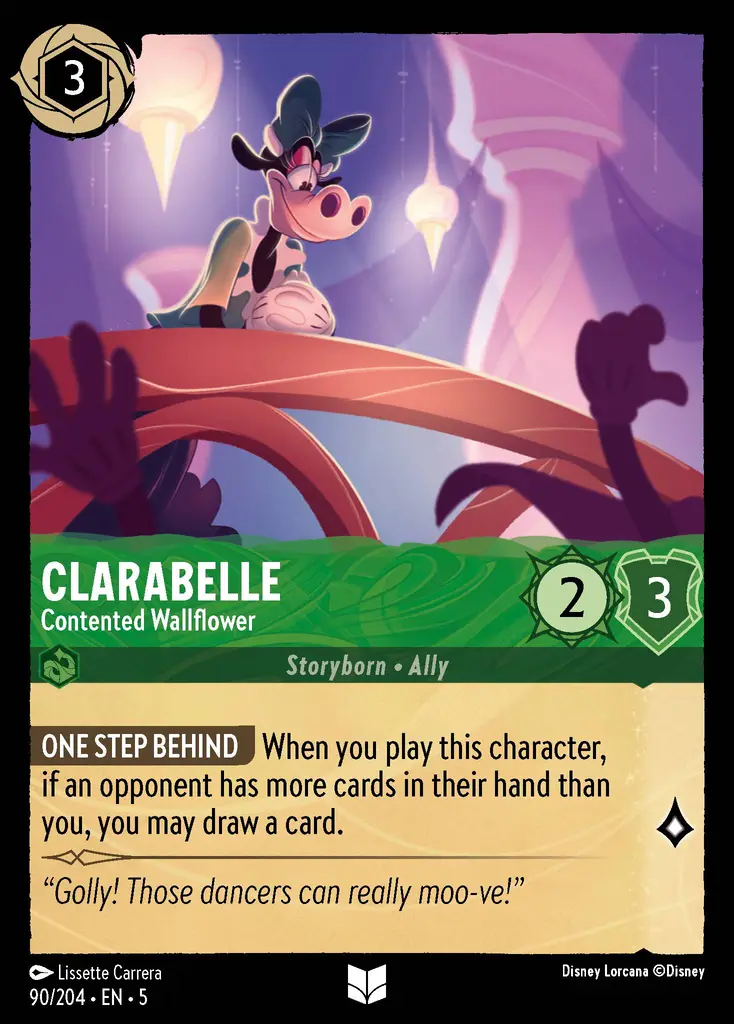 3
CLARABELLE
Contented Wallflower
2
3
Storyborn • Ally
ONE STEP BEHIND When you play this character,
if an opponent has more cards in their hand than
you, you may draw a card.
“Golly! Those dancers can really moo-ve!”
Lissette Carrera
90/204 • EN • 5
Disney Lorcana ©Disney